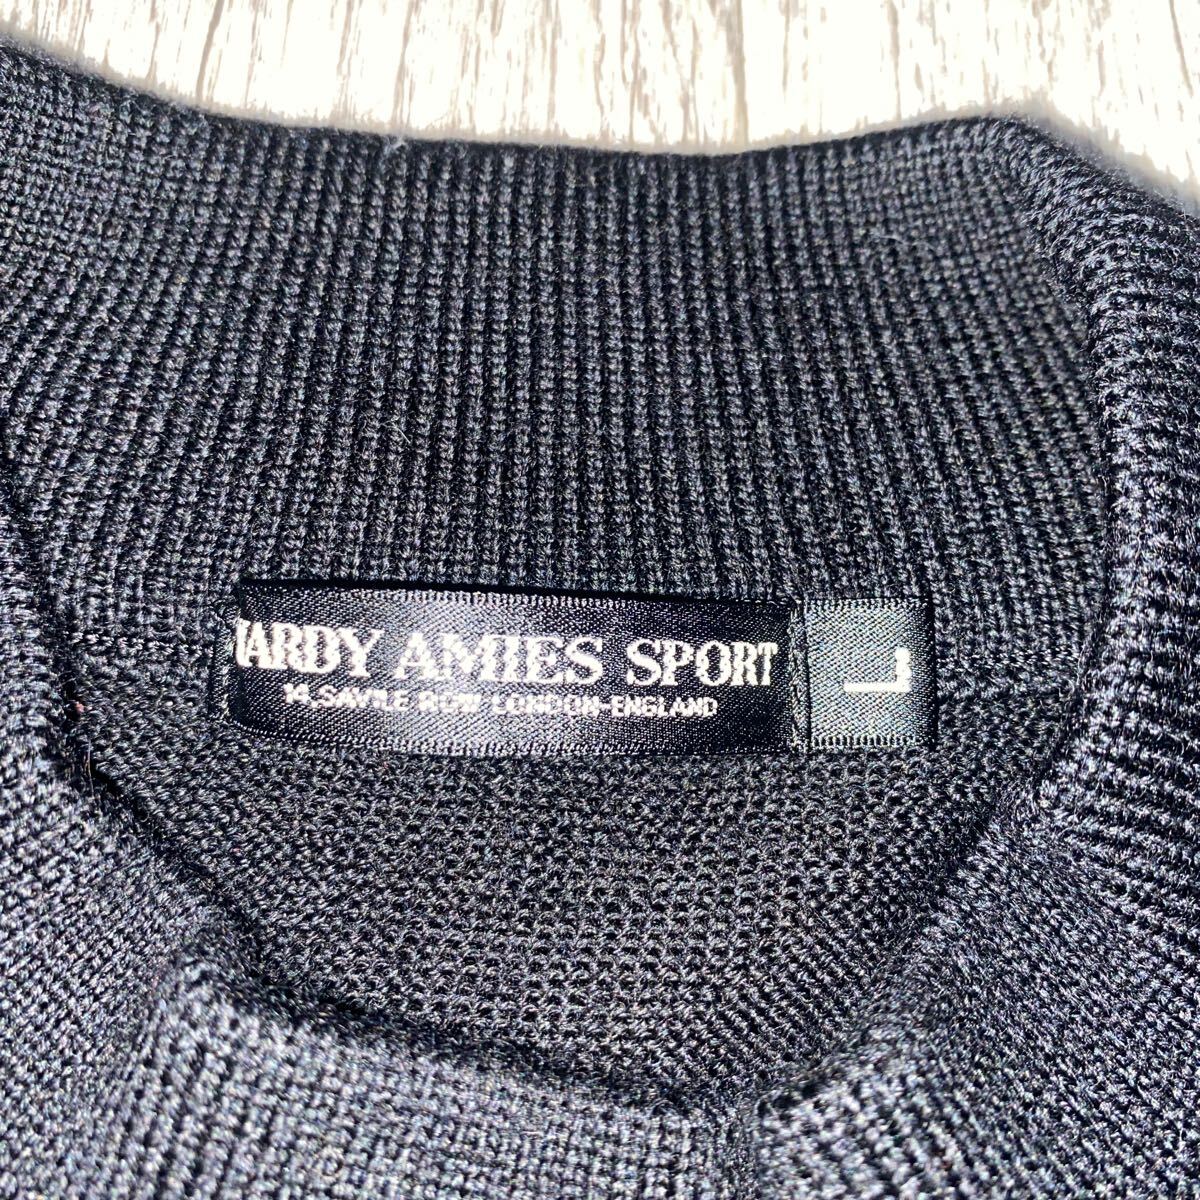 HARDY AMIES SPORT
14,SAVILE ROW LONDON-ENGLAND
L